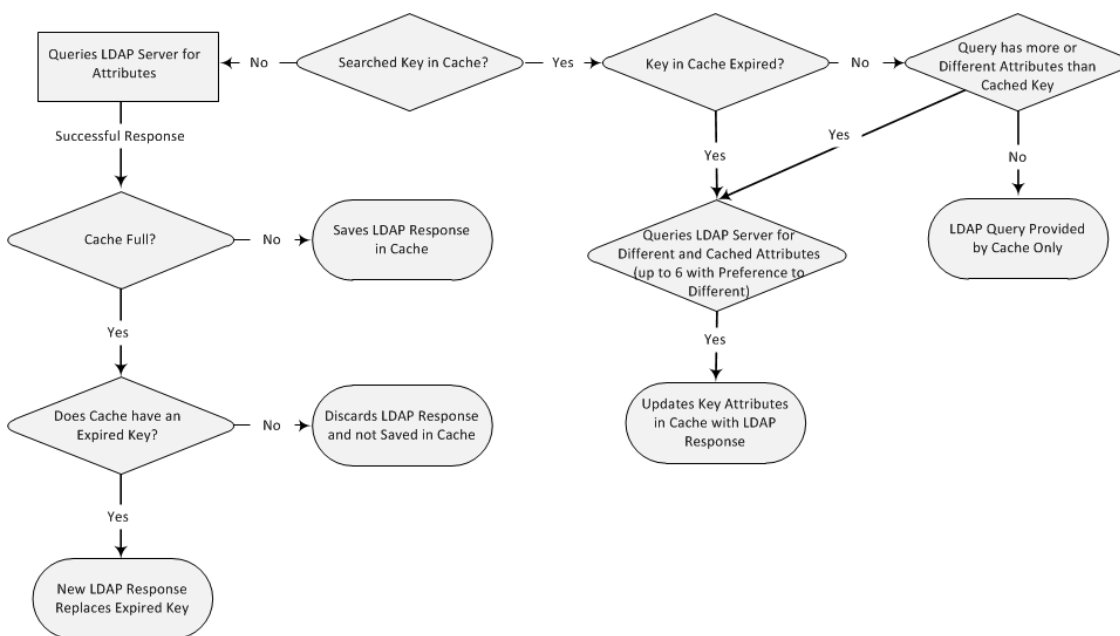 Queries LDAP Server for
Attributes
No
Searched Key in Cache?
Yes
Key in Cache Expired?
No
Query has more or
Different Attributes than
Cached Key
Successful Response
Yes
Yes
No
Cache Full?
No
Saves LDAP Response
in Cache
Queries LDAP Server for
Different and Cached Attributes
(up to 6 with Preference to
Different)
LDAP Query Provided
by Cache Only
Yes
Yes
Does Cache have an
Expired Key?
No
Discards LDAP Response
and not Saved in Cache
Updates Key Attributes
in Cache with LDAP
Response
Yes
New LDAP Response
Replaces Expired Key